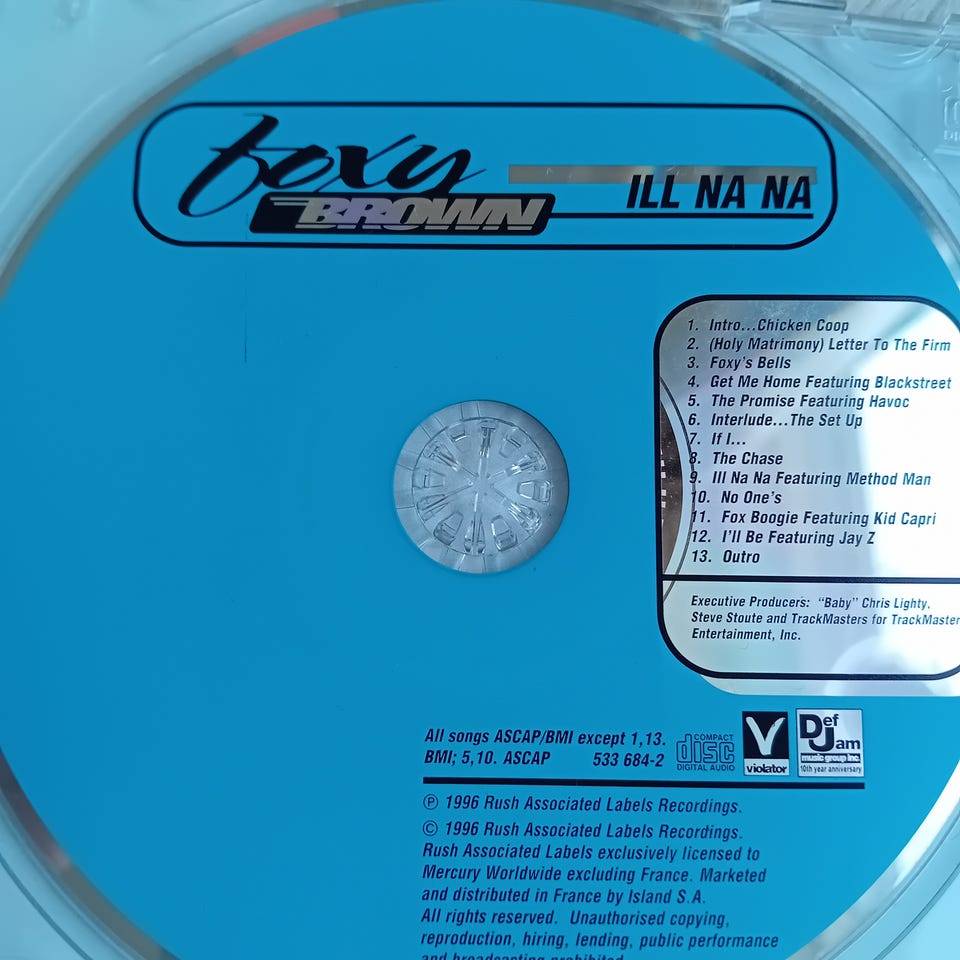 foxy
BROWN
ILL NA NA
1. Intro...Chicken Coop
2. (Holy Matrimony) Letter To The Firm
3. Foxy's Bells
4. Get Me Home Featuring Blackstreet
5. The Promise Featuring Havoc
6. Interlude...The Set Up
7. If I...
8. The Chase
9. Ill Na Na Featuring Method Man
10. No One's
11. Fox Boogie Featuring Kid Capri
12. I'll Be Featuring Jay Z
13. Outro
Executive Producers: "Baby" Chris Lighty.
Steve Stoute and TrackMasters for TrackMaster
Entertainment, Inc.
All songs ASCAP/BMI except 1,13.
BMI; 5,10. ASCAP 533 684-2
COMPACT
disc
DIGITAL AUDIO
V
violator
Def
Jam
music group inc.
10th year anniversary
℗ 1996 Rush Associated Labels Recordings.
© 1996 Rush Associated Labels Recordings.
Rush Associated Labels exclusively licensed to
Mercury Worldwide excluding France. Marketed
and distributed in France by Island S.A.
All rights reserved. Unauthorised copying,
reproduction, hiring, lending, public performance
and broadcasting prohibited